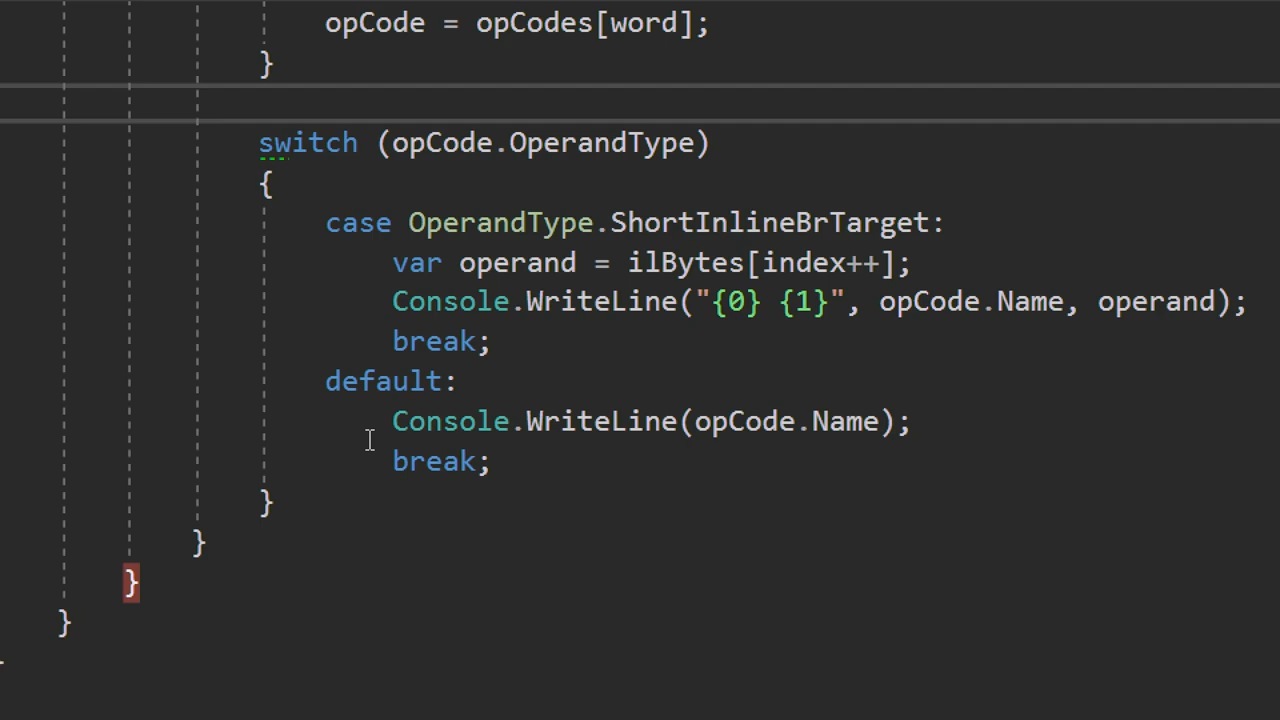 opCode = opCodes[word];
}
switch (opCode.OperandType)
{
case OperandType.ShortInlineBrTarget:
var operand = ilBytes[index++];
Console.WriteLine("{0} {1}", opCode.Name, operand);
break;
default:
Console.WriteLine(opCode.Name);
break;
}
}
}
}